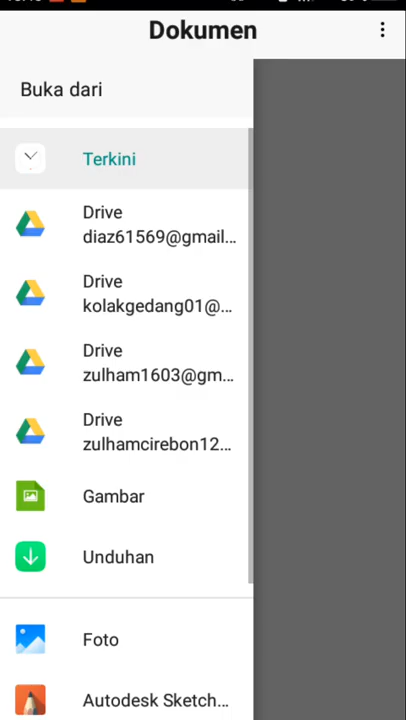 Dokumen
Buka dari
Terkini
Drive
diaz61569@gmail...
Drive
kolakgedang01@...
Drive
zulham1603@gm...
Drive
zulhamcirebon12...
Gambar
Unduhan
Foto
Autodesk Sketch...